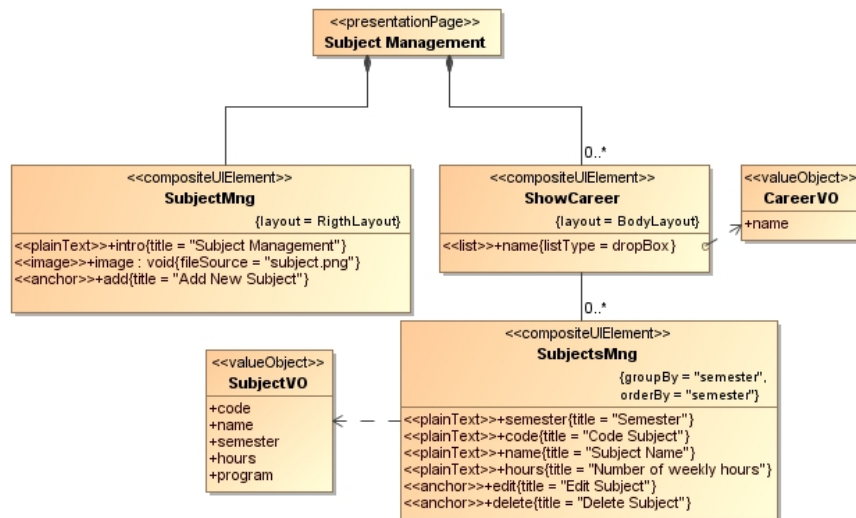 <<presentationPage>>
Subject Management
<<compositeUIElement>>
SubjectMng
{layout = RigthLayout}
<<plainText>>+intro{title = "Subject Management"}
<<image>>+image : void{fileSource = "subject.png"}
<<anchor>>+add{title = "Add New Subject"}
0..*
<<compositeUIElement>>
ShowCareer
{layout = BodyLayout}
<<list>>+name{listType = dropBox}
<<valueObject>>
CareerVO
+name
0..*
<<compositeUIElement>>
SubjectsMng
{groupBy = "semester",
orderBy = "semester"}
<<plainText>>+semester{title = "Semester"}
<<plainText>>+code{title = "Code Subject"}
<<plainText>>+name{title = "Subject Name"}
<<plainText>>+hours{title = "Number of weekly hours"}
<<anchor>>+edit{title = "Edit Subject"}
<<anchor>>+delete{title = "Delete Subject"}
<<valueObject>>
SubjectVO
+code
+name
+semester
+hours
+program